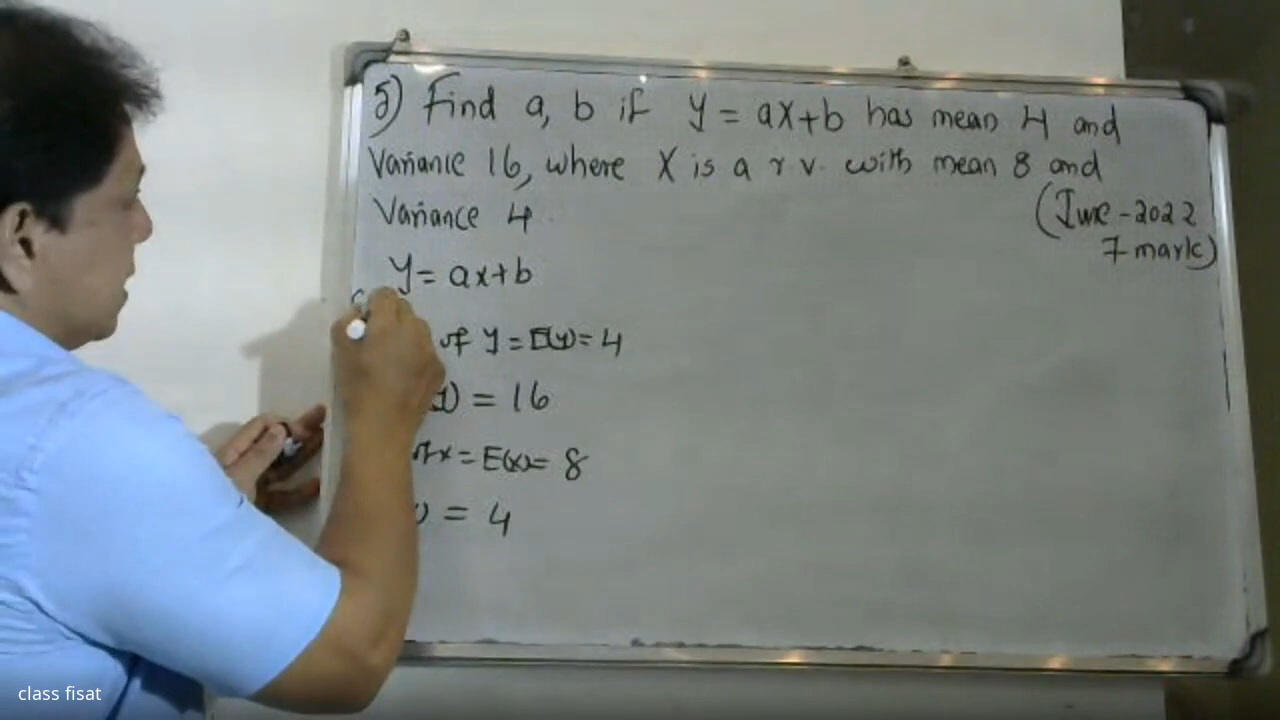 5) Find a, b if y = ax+b has mean 4 and
Variance 16, where X is a r v. with mean 8 and
Variance 4
(June - 2022
7 mark)
y = ax+b
of y = E(y) = 4
= 16
of x = E(x) = 8
= 4
class fisat